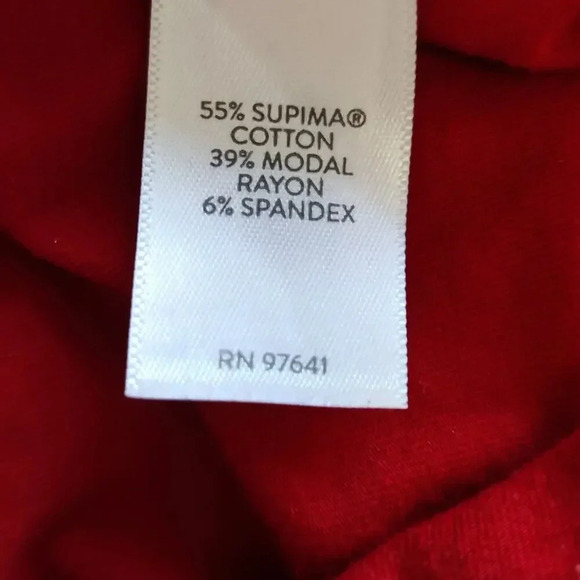 55% SUPIMA®
COTTON
39% MODAL
RAYON
6% SPANDEX
RN 97641